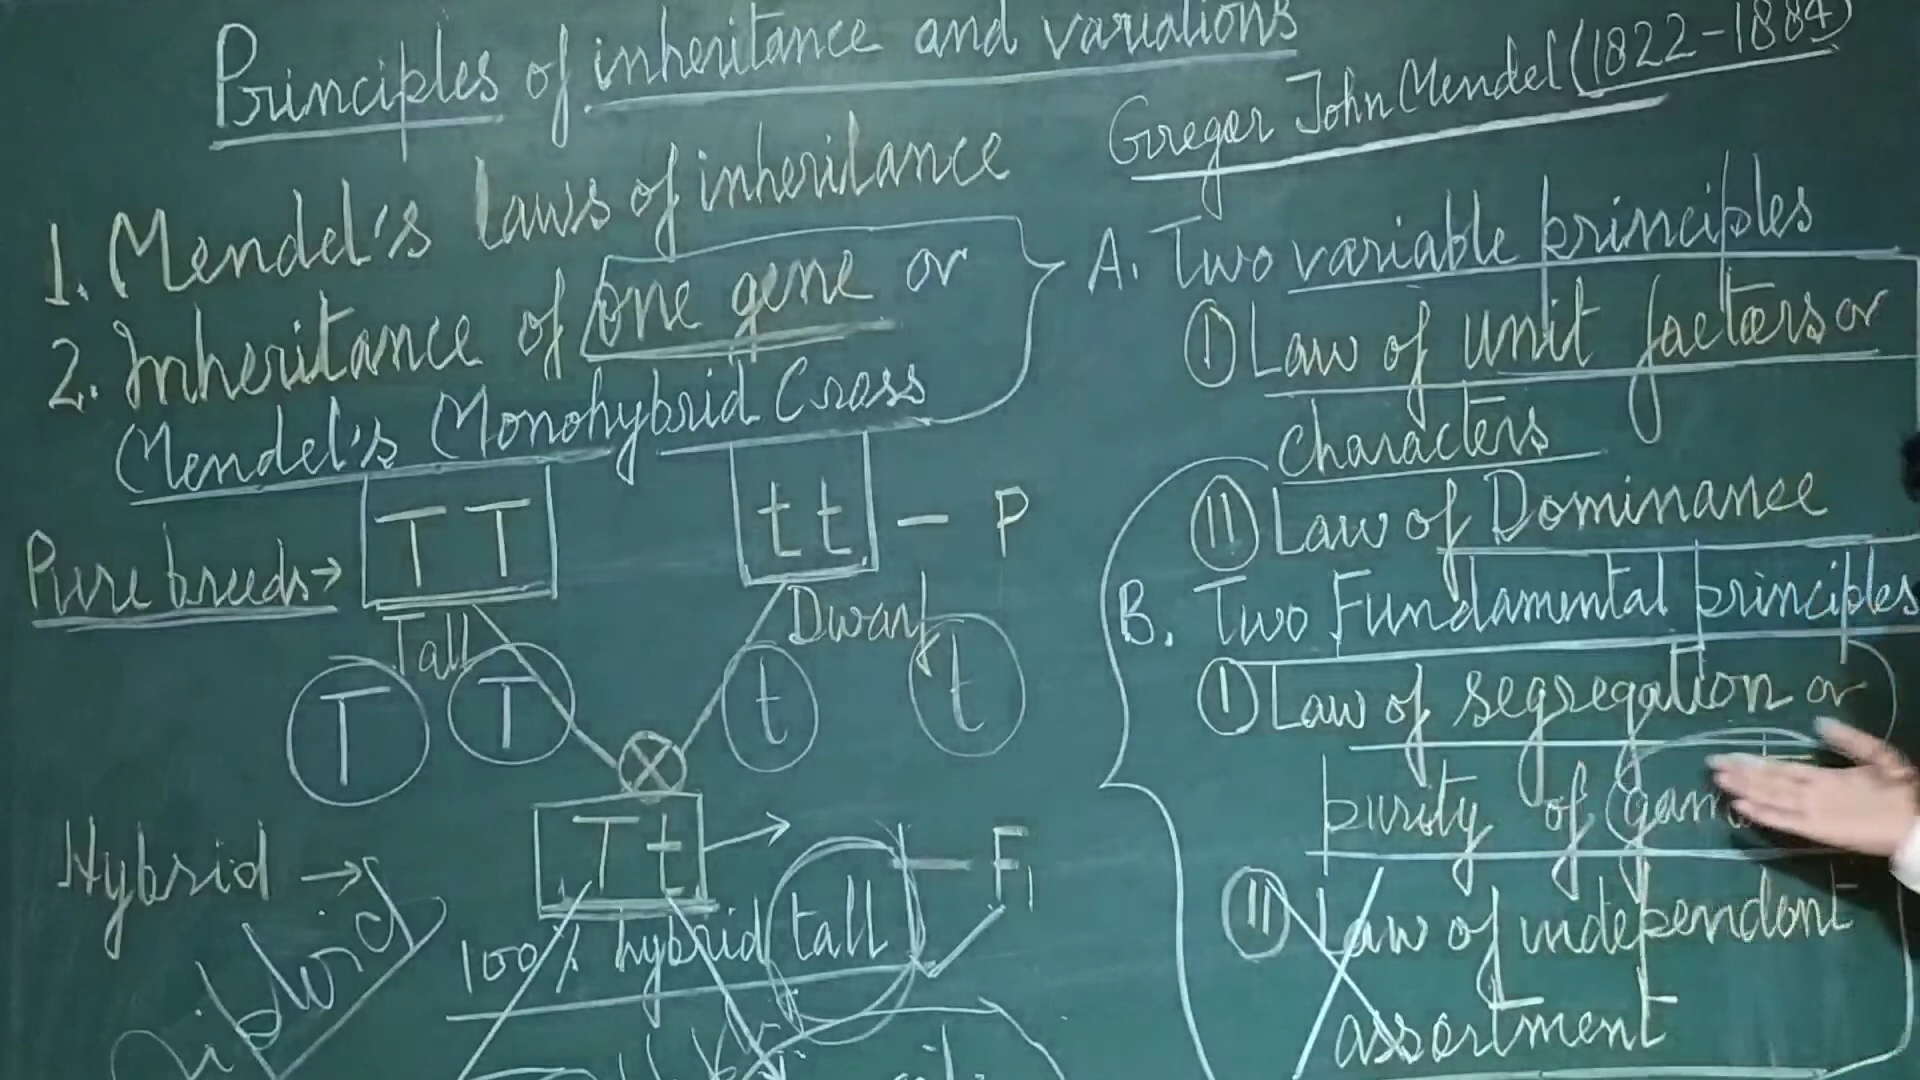 Principles of inheritance and variations
Gregor John Mendel (1822-1884)
1. Mendel's laws of inheritance
2. Inheritance of one gene or
Mendel's Monohybrid Cross
Pure breeds→ TT tt - P
Tall Dwarf
T T t t
Hybrid → Tt → - F1
100% hybrid tall
A. Two variable principles
I Law of unit factors or
characters
II Law of Dominance
B. Two Fundamental principles
I Law of segregation or
purity of
II Law of independent
assortment